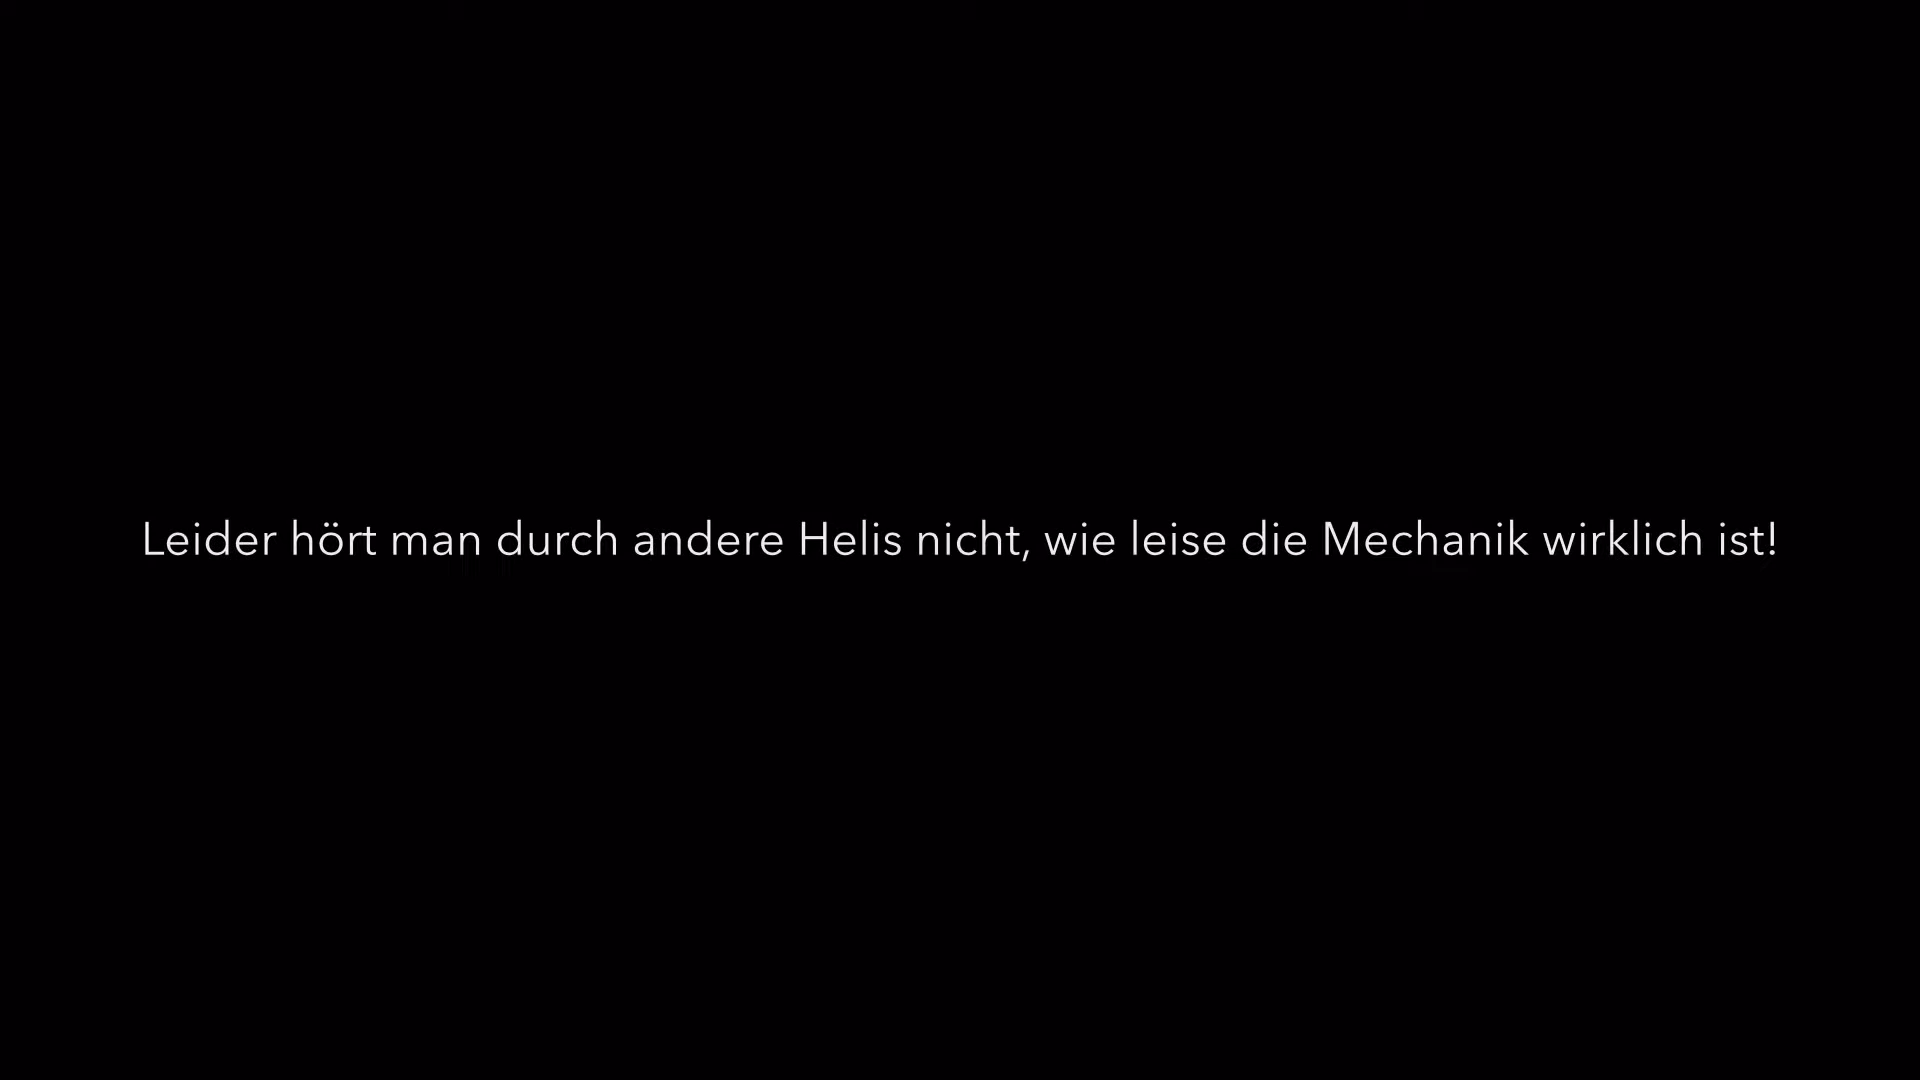 Leider hört man durch andere Helis nicht, wie leise die Mechanik wirklich ist!